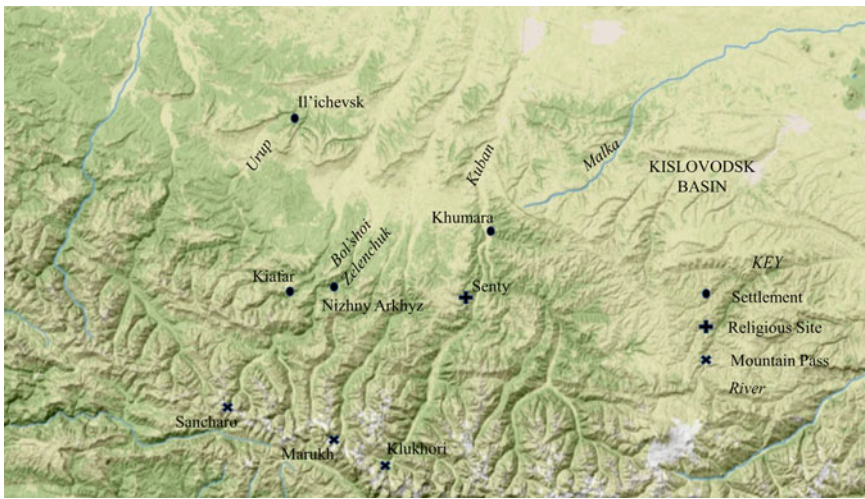 Il'ichevsk
Urup
Kuban
Malka
KISLOVODSK
BASIN
Khumara
Bol'shoi
Zelenchuk
Kiafar
Nizhny Arkhyz
Senty
KEY
Settlement
Religious Site
Mountain Pass
River
Sancharo
Marukh
Klukhori